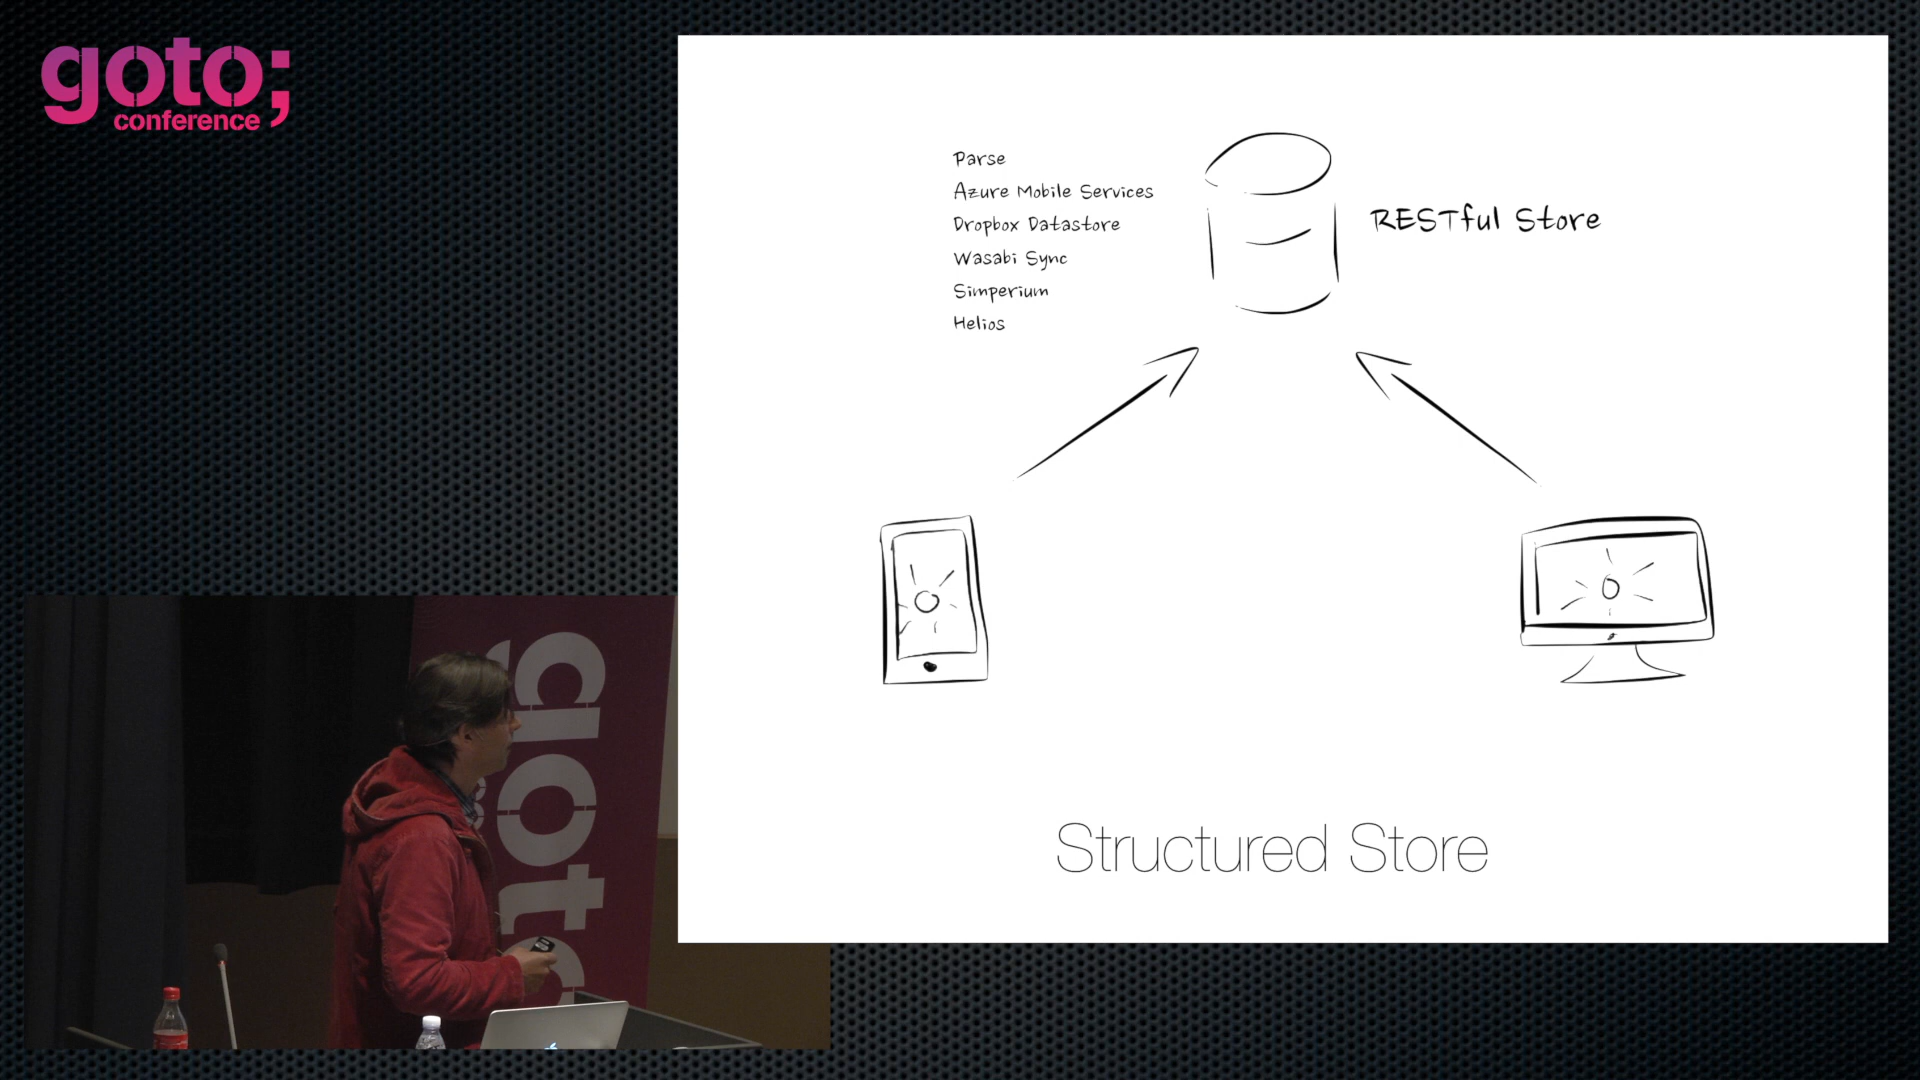 goto;
conference
Parse
Azure Mobile Services
Dropbox Datastore
Wasabi Sync
Simperium
Helios
RESTful Store
Structured Store
goto